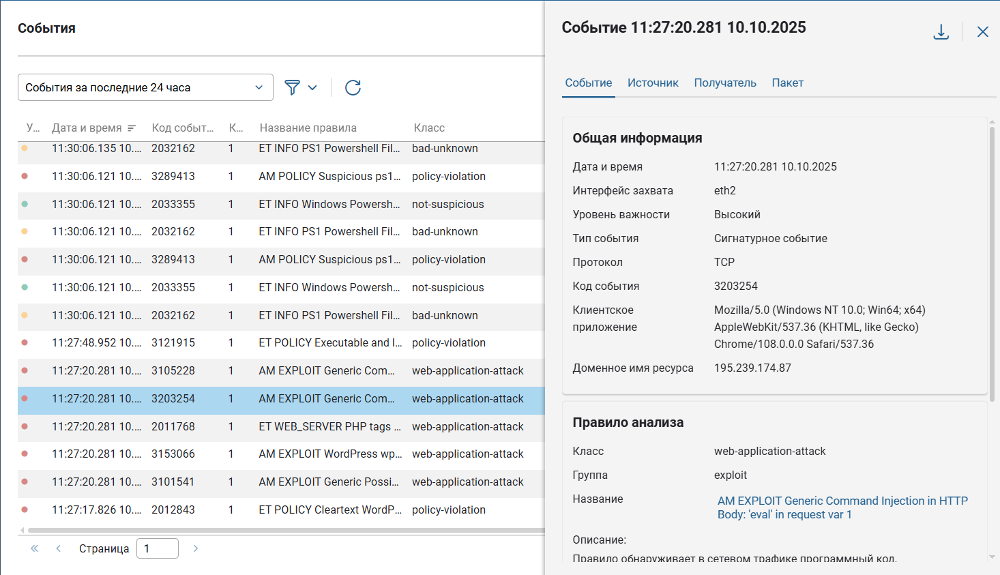 События
События за последние 24 часа
У... Дата и время Код событ... К... Название правила Класс
11:30:06.135 10.... 2032162 1 ET INFO PS1 Powershell Fil... bad-unknown
11:30:06.121 10.... 3289413 1 AM POLICY Suspicious ps1... policy-violation
11:30:06.121 10.... 2033355 1 ET INFO Windows Powersh... not-suspicious
11:30:06.121 10.... 2032162 1 ET INFO PS1 Powershell Fil... bad-unknown
11:30:06.121 10.... 3289413 1 AM POLICY Suspicious ps1... policy-violation
11:30:06.121 10.... 2033355 1 ET INFO Windows Powersh... not-suspicious
11:30:06.121 10.... 2032162 1 ET INFO PS1 Powershell Fil... bad-unknown
11:27:48.952 10.... 3121915 1 ET POLICY Executable and I... policy-violation
11:27:20.281 10.... 3105228 1 AM EXPLOIT Generic Com... web-application-attack
11:27:20.281 10.... 3203254 1 AM EXPLOIT Generic Com... web-application-attack
11:27:20.281 10.... 2011768 1 ET WEB_SERVER PHP tags ... web-application-attack
11:27:20.281 10.... 3153066 1 AM EXPLOIT WordPress wp... web-application-attack
11:27:20.281 10.... 3101541 1 AM EXPLOIT Generic Possi... web-application-attack
11:27:17.826 10.... 2012843 1 ET POLICY Cleartext WordP... policy-violation
Страница 1
Событие 11:27:20.281 10.10.2025
Событие Источник Получатель Пакет
Общая информация
Дата и время 11:27:20.281 10.10.2025
Интерфейс захвата eth2
Уровень важности Высокий
Тип события Сигнатурное событие
Протокол TCP
Код события 3203254
Клиентское Mozilla/5.0 (Windows NT 10.0; Win64; x64)
приложение AppleWebKit/537.36 (KHTML, like Gecko)
Chrome/108.0.0.0 Safari/537.36
Доменное имя ресурса 195.239.174.87
Правило анализа
Класс web-application-attack
Группа exploit
Название AM EXPLOIT Generic Command Injection in HTTP
Body: 'eval' in request var 1
Описание:
Правило обнаруживает в сетевом трафике программный код,